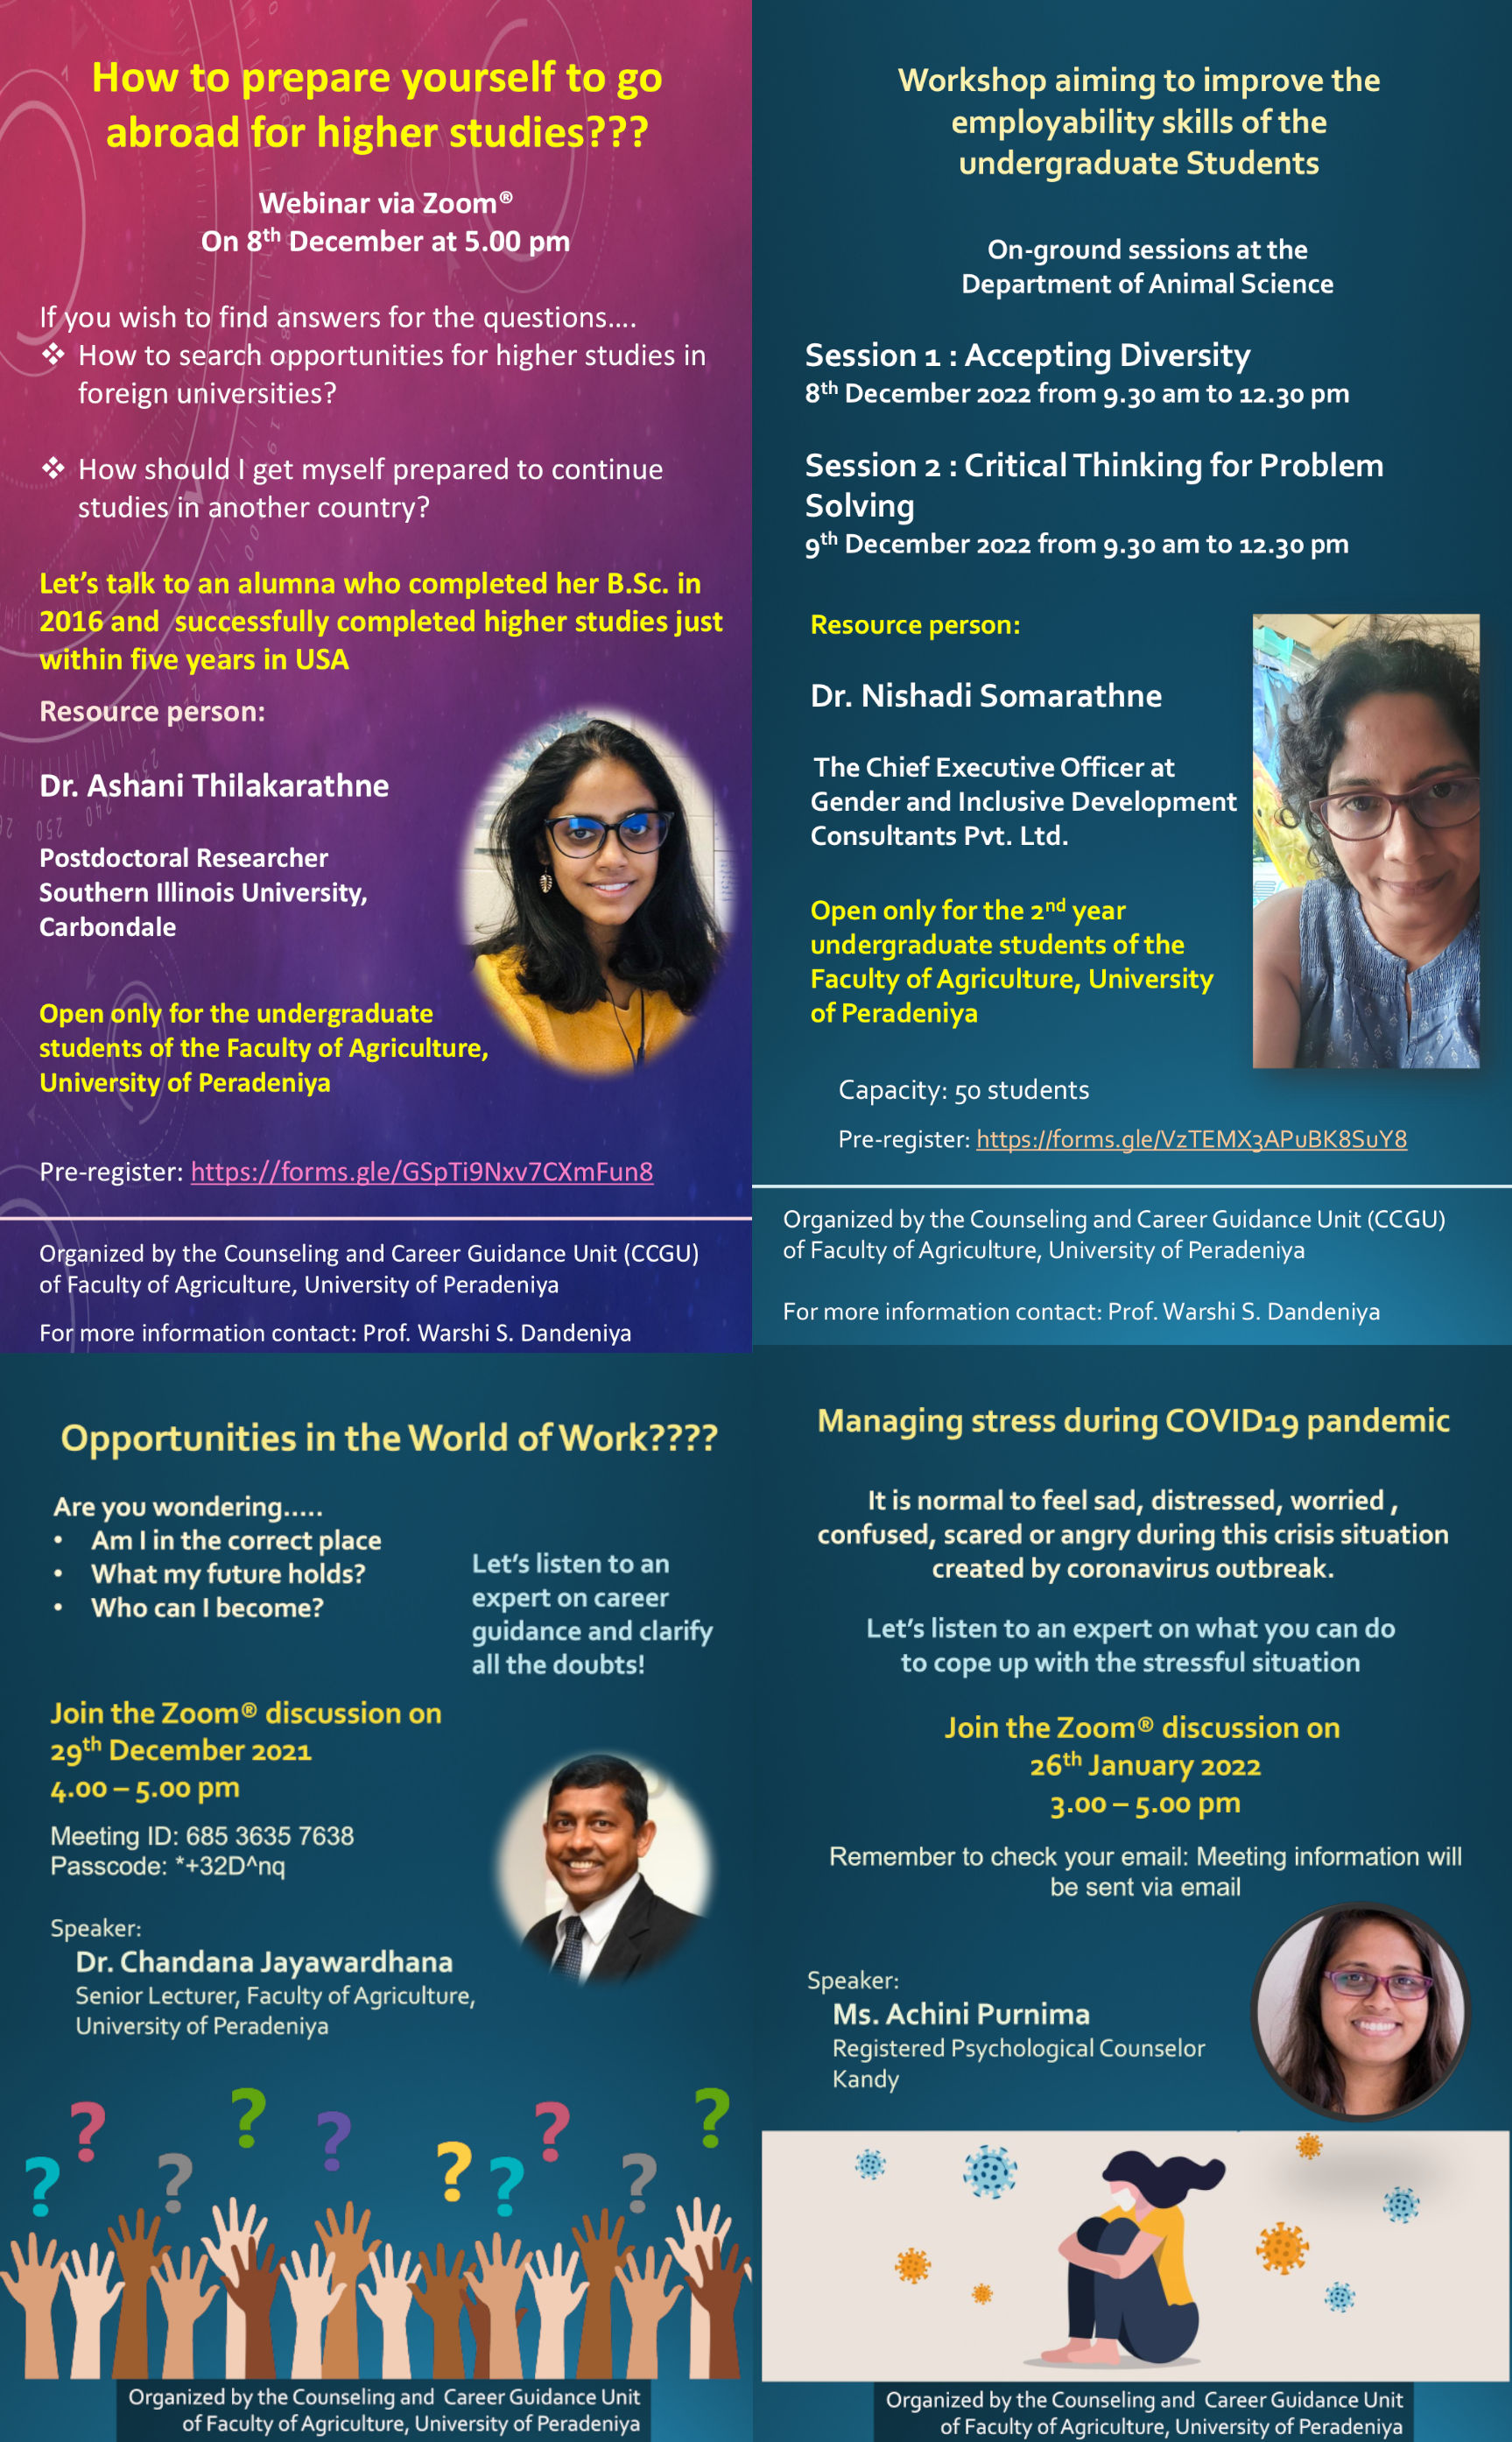 How to prepare yourself to go
abroad for higher studies???
Webinar via Zoom®
On 8th December at 5.00 pm
If you wish to find answers for the questions....
❖ How to search opportunities for higher studies in
foreign universities?
❖ How should I get myself prepared to continue
studies in another country?
Let's talk to an alumna who completed her B.Sc. in
2016 and successfully completed higher studies just
within five years in USA
Resource person:
Dr. Ashani Thilakarathne
Postdoctoral Researcher
Southern Illinois University,
Carbondale
Open only for the undergraduate
students of the Faculty of Agriculture,
University of Peradeniya
Pre-register: https://forms.gle/GSpTi9Nxv7CXmFun8
Organized by the Counseling and Career Guidance Unit (CCGU)
of Faculty of Agriculture, University of Peradeniya
For more information contact: Prof. Warshi S. Dandeniya
Workshop aiming to improve the
employability skills of the
undergraduate Students
On-ground sessions at the
Department of Animal Science
Session 1 : Accepting Diversity
8th December 2022 from 9.30 am to 12.30 pm
Session 2 : Critical Thinking for Problem
Solving
9th December 2022 from 9.30 am to 12.30 pm
Resource person:
Dr. Nishadi Somarathne
The Chief Executive Officer at
Gender and Inclusive Development
Consultants Pvt. Ltd.
Open only for the 2nd year
undergraduate students of the
Faculty of Agriculture, University
of Peradeniya
Capacity: 50 students
Pre-register: https://forms.gle/VzTEMX3APuBK8SuY8
Organized by the Counseling and Career Guidance Unit (CCGU)
of Faculty of Agriculture, University of Peradeniya
For more information contact: Prof. Warshi S. Dandeniya
Opportunities in the World of Work????
Are you wondering.....
• Am I in the correct place
• What my future holds?
• Who can I become?
Let's listen to an
expert on career
guidance and clarify
all the doubts!
Join the Zoom® discussion on
29th December 2021
4.00 – 5.00 pm
Meeting ID: 685 3635 7638
Passcode: *+32D^nq
Speaker:
Dr. Chandana Jayawardhana
Senior Lecturer, Faculty of Agriculture,
University of Peradeniya
? ? ? ? ? ? ? ? ? ?
Organized by the Counseling and Career Guidance Unit
of Faculty of Agriculture, University of Peradeniya
Managing stress during COVID19 pandemic
It is normal to feel sad, distressed, worried ,
confused, scared or angry during this crisis situation
created by coronavirus outbreak.
Let's listen to an expert on what you can do
to cope up with the stressful situation
Join the Zoom® discussion on
26th January 2022
3.00 – 5.00 pm
Remember to check your email: Meeting information will
be sent via email
Speaker:
Ms. Achini Purnima
Registered Psychological Counselor
Kandy
Organized by the Counseling and Career Guidance Unit
of Faculty of Agriculture, University of Peradeniya